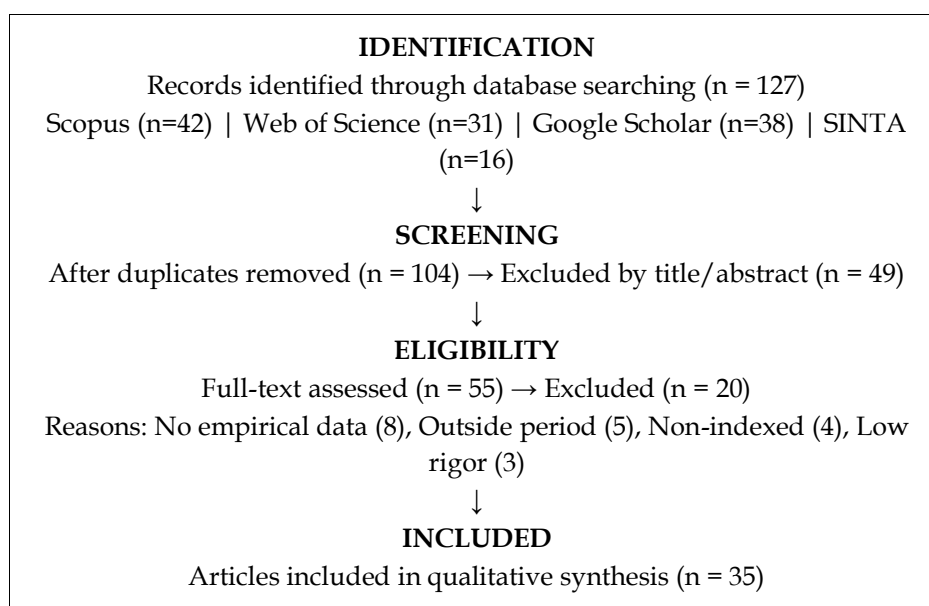 IDENTIFICATION
Records identified through database searching (n = 127)
Scopus (n=42) | Web of Science (n=31) | Google Scholar (n=38) | SINTA
(n=16)
↓
SCREENING
After duplicates removed (n = 104) → Excluded by title/abstract (n = 49)
↓
ELIGIBILITY
Full-text assessed (n = 55) → Excluded (n = 20)
Reasons: No empirical data (8), Outside period (5), Non-indexed (4), Low
rigor (3)
↓
INCLUDED
Articles included in qualitative synthesis (n = 35)